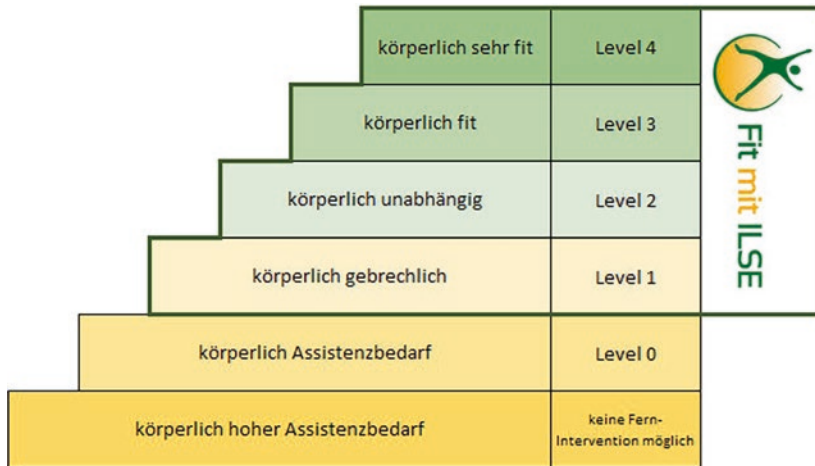 körperlich sehr fit Level 4
körperlich fit Level 3
körperlich unabhängig Level 2
körperlich gebrechlich Level 1
körperlich Assistenzbedarf Level 0
körperlich hoher Assistenzbedarf
keine Fern-
Intervention möglich
Fit mit ILSE